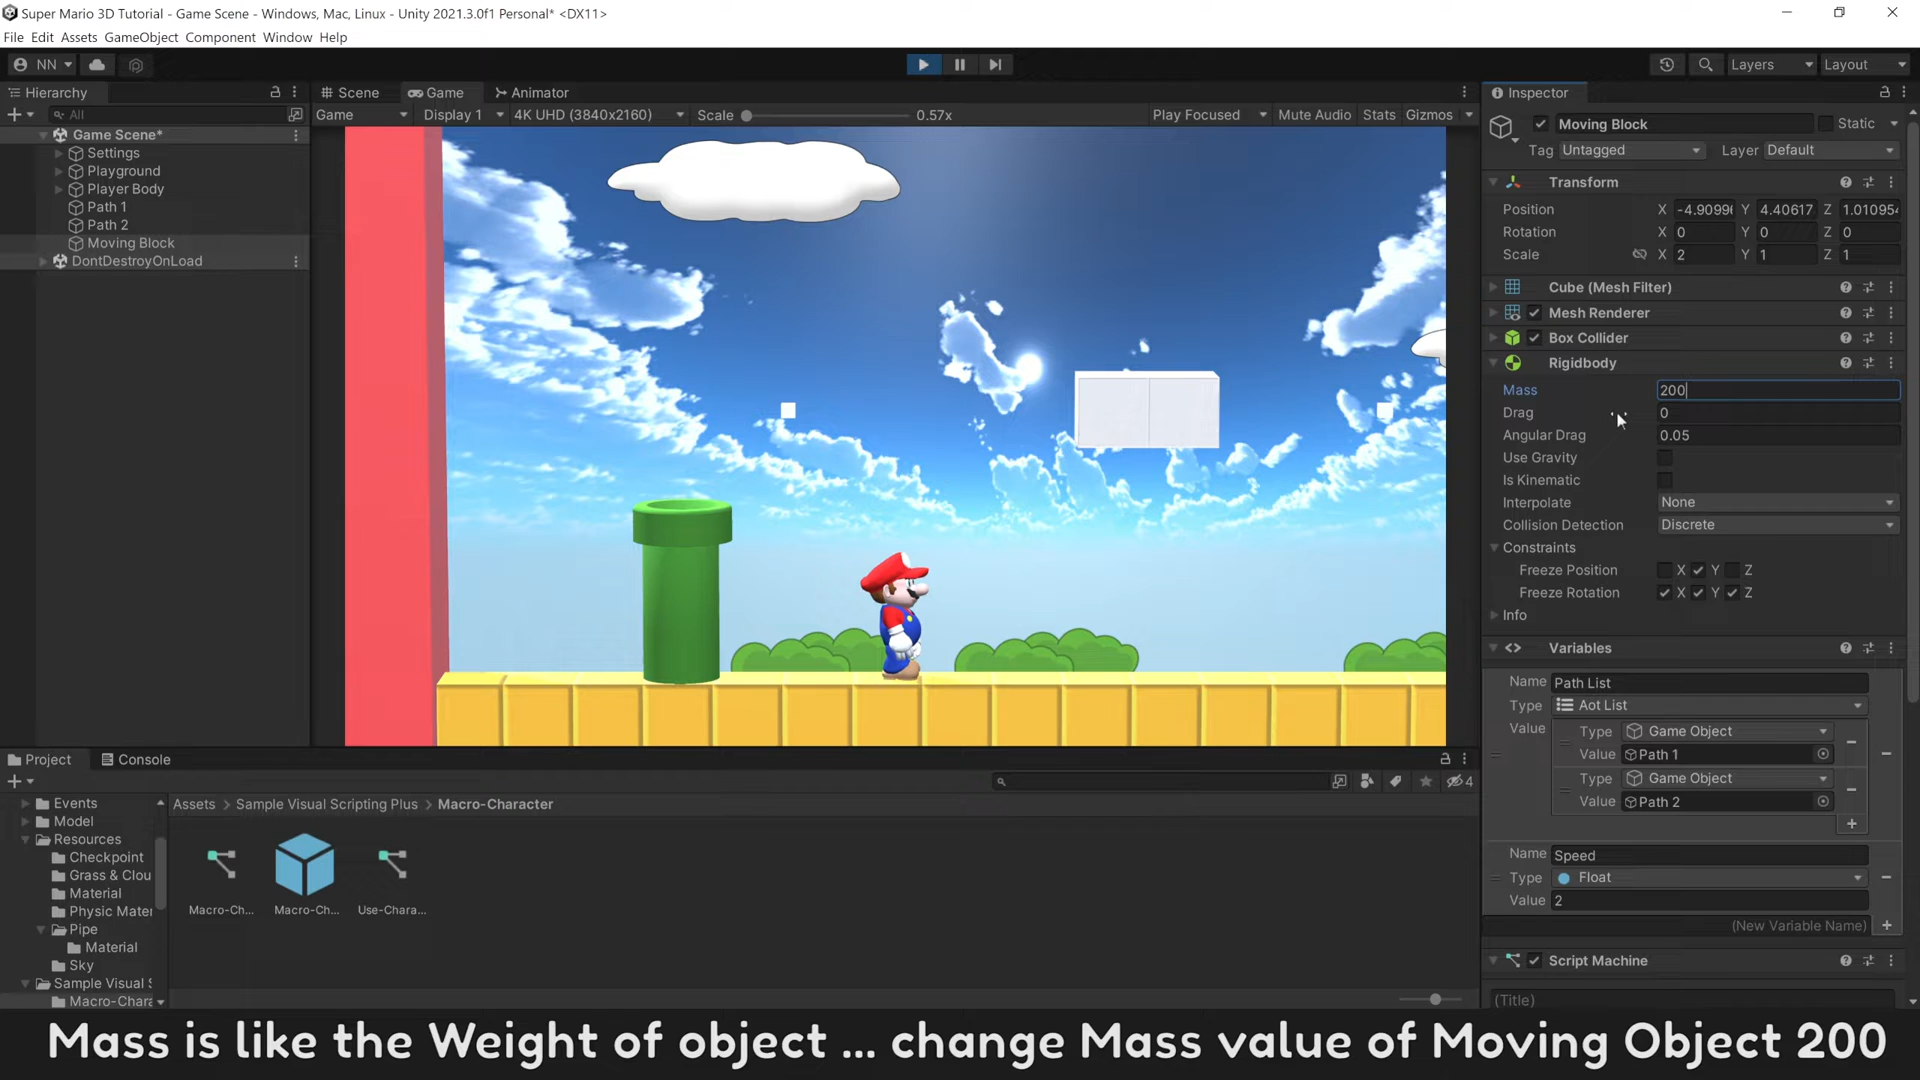 Super Mario 3D Tutorial - Game Scene - Windows, Mac, Linux - Unity 2021.3.0f1 Personal* <DX11>
File Edit Assets GameObject Component Window Help
NN
Layers
Layout
Hierarchy
All
Game Scene*
Settings
Playground
Player Body
Path 1
Path 2
Moving Block
DontDestroyOnLoad
Scene Game Animator
Game Display 1 4K UHD (3840x2160) Scale 0.57x Play Focused Mute Audio Stats Gizmos
Inspector
Moving Block Static
Tag Untagged Layer Default
Transform
Position X -4.9099 Y 4.40617 Z 1.010954
Rotation X 0 Y 0 Z 0
Scale X 2 Y 1 Z 1
Cube (Mesh Filter)
Mesh Renderer
Box Collider
Rigidbody
Mass 200
Drag 0
Angular Drag 0.05
Use Gravity
Is Kinematic
Interpolate None
Collision Detection Discrete
Constraints
Freeze Position X Y Z
Freeze Rotation X Y Z
Info
Variables
Name Path List
Type Aot List
Value Type Game Object
Value Path 1
Type Game Object
Value Path 2
Name Speed
Type Float
Value 2
(New Variable Name)
Script Machine
(Title)
Project Console
4
Events
Model
Resources
Checkpoint
Grass & Clou
Material
Physic Mater
Pipe
Material
Sky
Sample Visual S
Macro-Chara
Assets > Sample Visual Scripting Plus > Macro-Character
Macro-Ch... Macro-Ch... Use-Chara...
Mass is like the Weight of object ... change Mass value of Moving Object 200